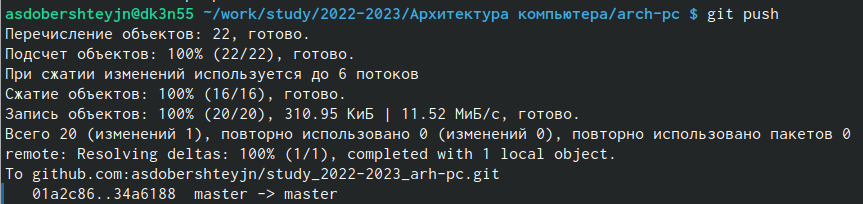 asdobershteyjn@dk3n55 ~/work/study/2022-2023/Архитектура компьютера/arch-pc $ git push
Перечисление объектов: 22, готово.
Подсчет объектов: 100% (22/22), готово.
При сжатии изменений используется до 6 потоков
Сжатие объектов: 100% (16/16), готово.
Запись объектов: 100% (20/20), 310.95 КиБ | 11.52 МиБ/с, готово.
Всего 20 (изменений 1), повторно использовано 0 (изменений 0), повторно использовано пакетов 0
remote: Resolving deltas: 100% (1/1), completed with 1 local object.
To github.com:asdobershteyjn/study_2022-2023_arh-pc.git
   01a2c86..34a6188  master -> master